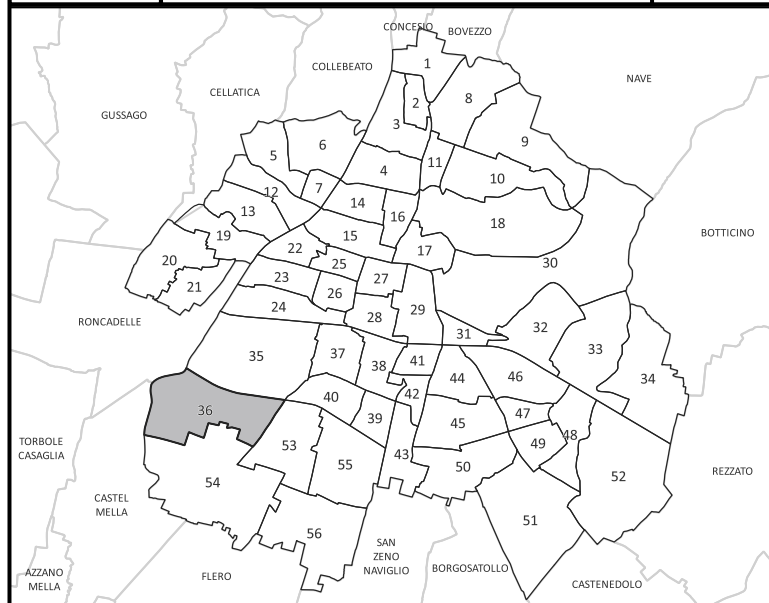 CONCESIO
BOVEZZO
1
COLLEBEATO
NAVE
CELLATICA
8
2
GUSSAGO
3
9
6
5
11
4
10
7
12
14
13
16
18
BOTTICINO
19
15
22
17
20
30
25
23
27
21
26
24
29
28
RONCADELLE
32
31
33
37
35
41
38
46
44
34
42
40
36
47
39
45
48
TORBOLE
CASAGLIA
53
49
43
55
50
REZZATO
52
54
CASTEL
MELLA
51
56
SAN
ZENO
NAVIGLIO
BORGOSATOLLO
AZZANO
MELLA
FLERO
CASTENEDOLO